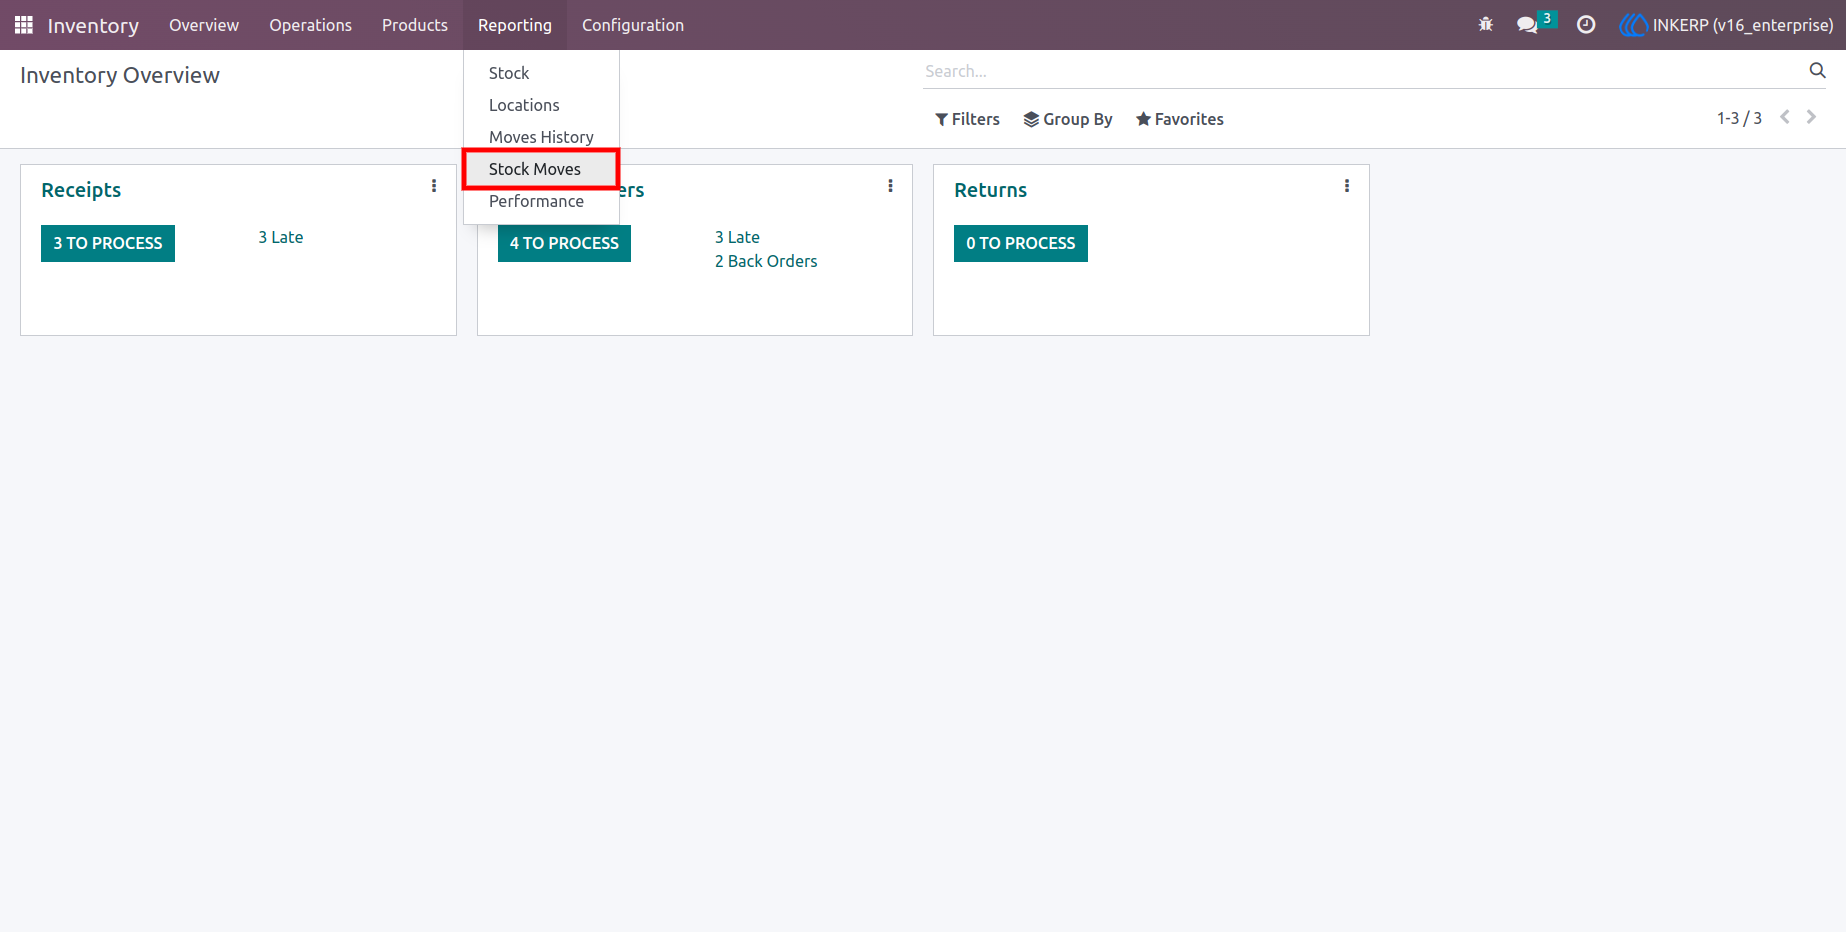 Inventory Overview Operations Products Reporting Configuration 3 INKERP (v16_enterprise)
Inventory Overview
Search...
Filters Group By Favorites 1-3 / 3
Stock
Locations
Moves History
Stock Moves
Performance
Receipts
3 TO PROCESS 3 Late
ers
4 TO PROCESS 3 Late
2 Back Orders
Returns
0 TO PROCESS